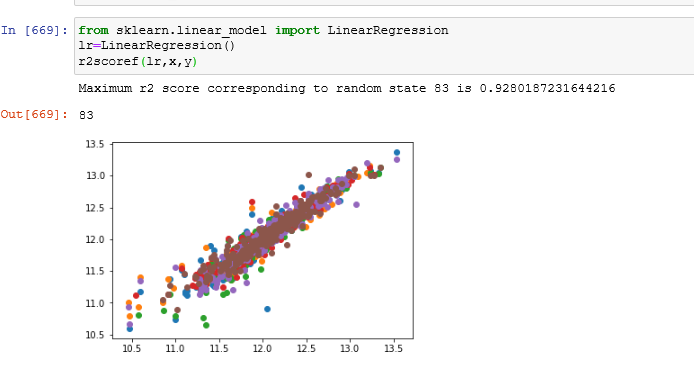 In [669]: from sklearn.linear_model import LinearRegression
lr=LinearRegression()
r2scoref(lr,x,y)
Maximum r2 score corresponding to random state 83 is 0.9280187231644216
Out[669]: 83
13.5
13.0
12.5
12.0
11.5
11.0
10.5
10.5 11.0 11.5 12.0 12.5 13.0 13.5